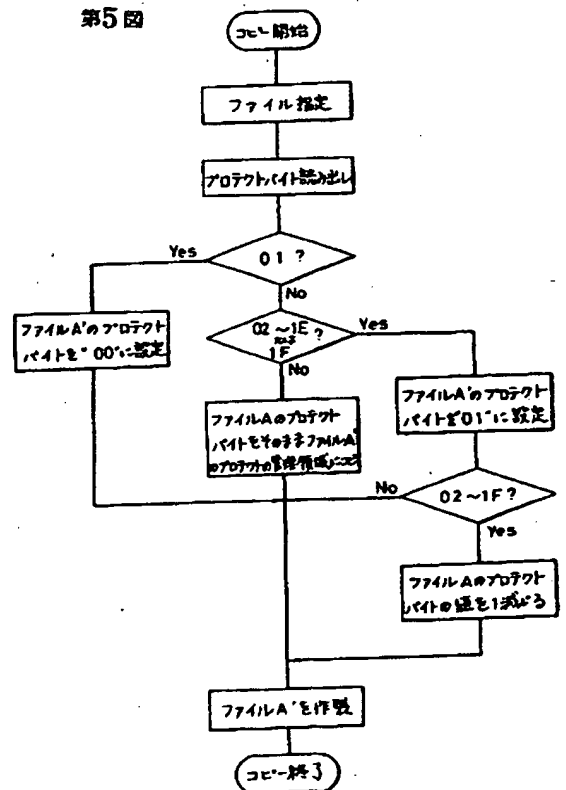 第5図
コピー開始
ファイル指定
プロテクトバイト読み出し
01?
Yes
No
02~1E
1F
?
Yes
No
ファイルA'のプロテクト
バイトを"00"に設定
ファイルA'のプロテクト
バイトを"01"に設定
ファイルAのプロテクト
バイトをそのままファイルA'
のプロテクトの管理領域にコピー
02~1F?
No
Yes
ファイルAのプロテクト
バイトの値を1減じる
ファイルA'を作製
コピー終了